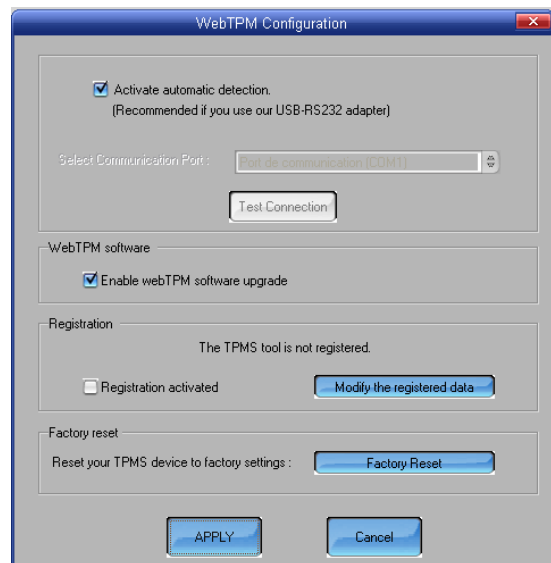 WebTPM Configuration
Activate automatic detection.
(Recommended if you use our USB-RS232 adapter)
Select Communication Port :
Port de communication (COM1)
Test Connection
WebTPM software
Enable webTPM software upgrade
Registration
The TPMS tool is not registered.
Registration activated
Modify the registered data
Factory reset
Reset your TPMS device to factory settings :
Factory Reset
APPLY
Cancel